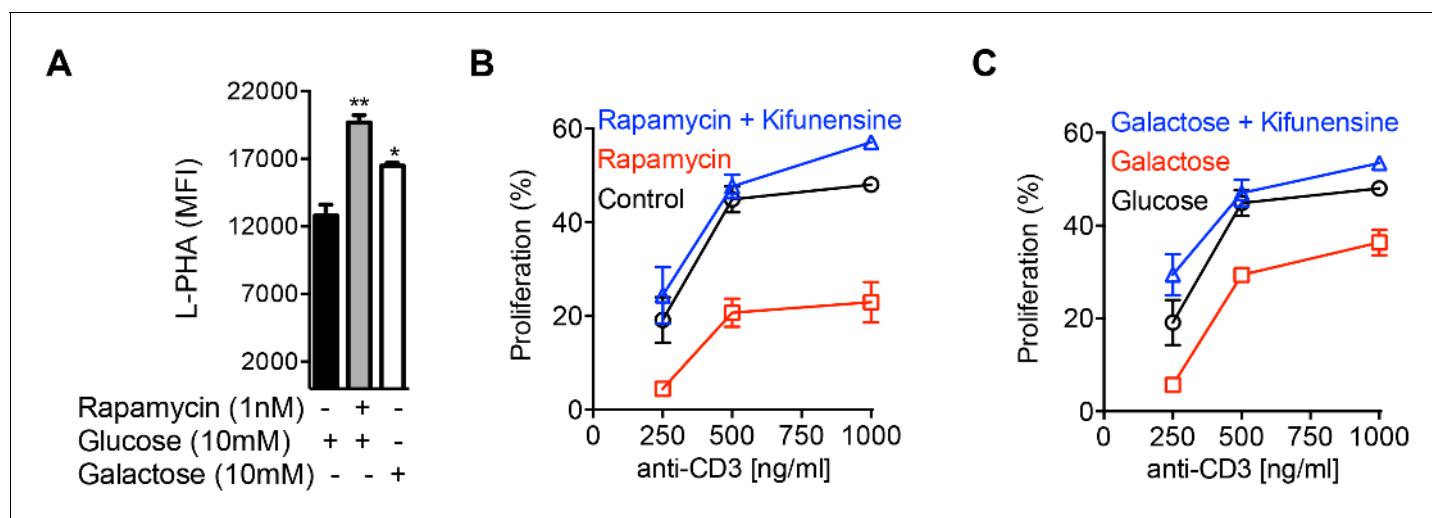 A
L-PHA (MFI)
22000
17000
12000
7000
2000
**
*
Rapamycin (1nM) - + -
Glucose (10mM) + + -
Galactose (10mM) - - +
B
Rapamycin + Kifunensine
Rapamycin
Control
Proliferation (%)
60
40
20
0
0 250 500 750 1000
anti-CD3 [ng/ml]
C
Galactose + Kifunensine
Galactose
Glucose
Proliferation (%)
60
40
20
0
0 250 500 750 1000
anti-CD3 [ng/ml]